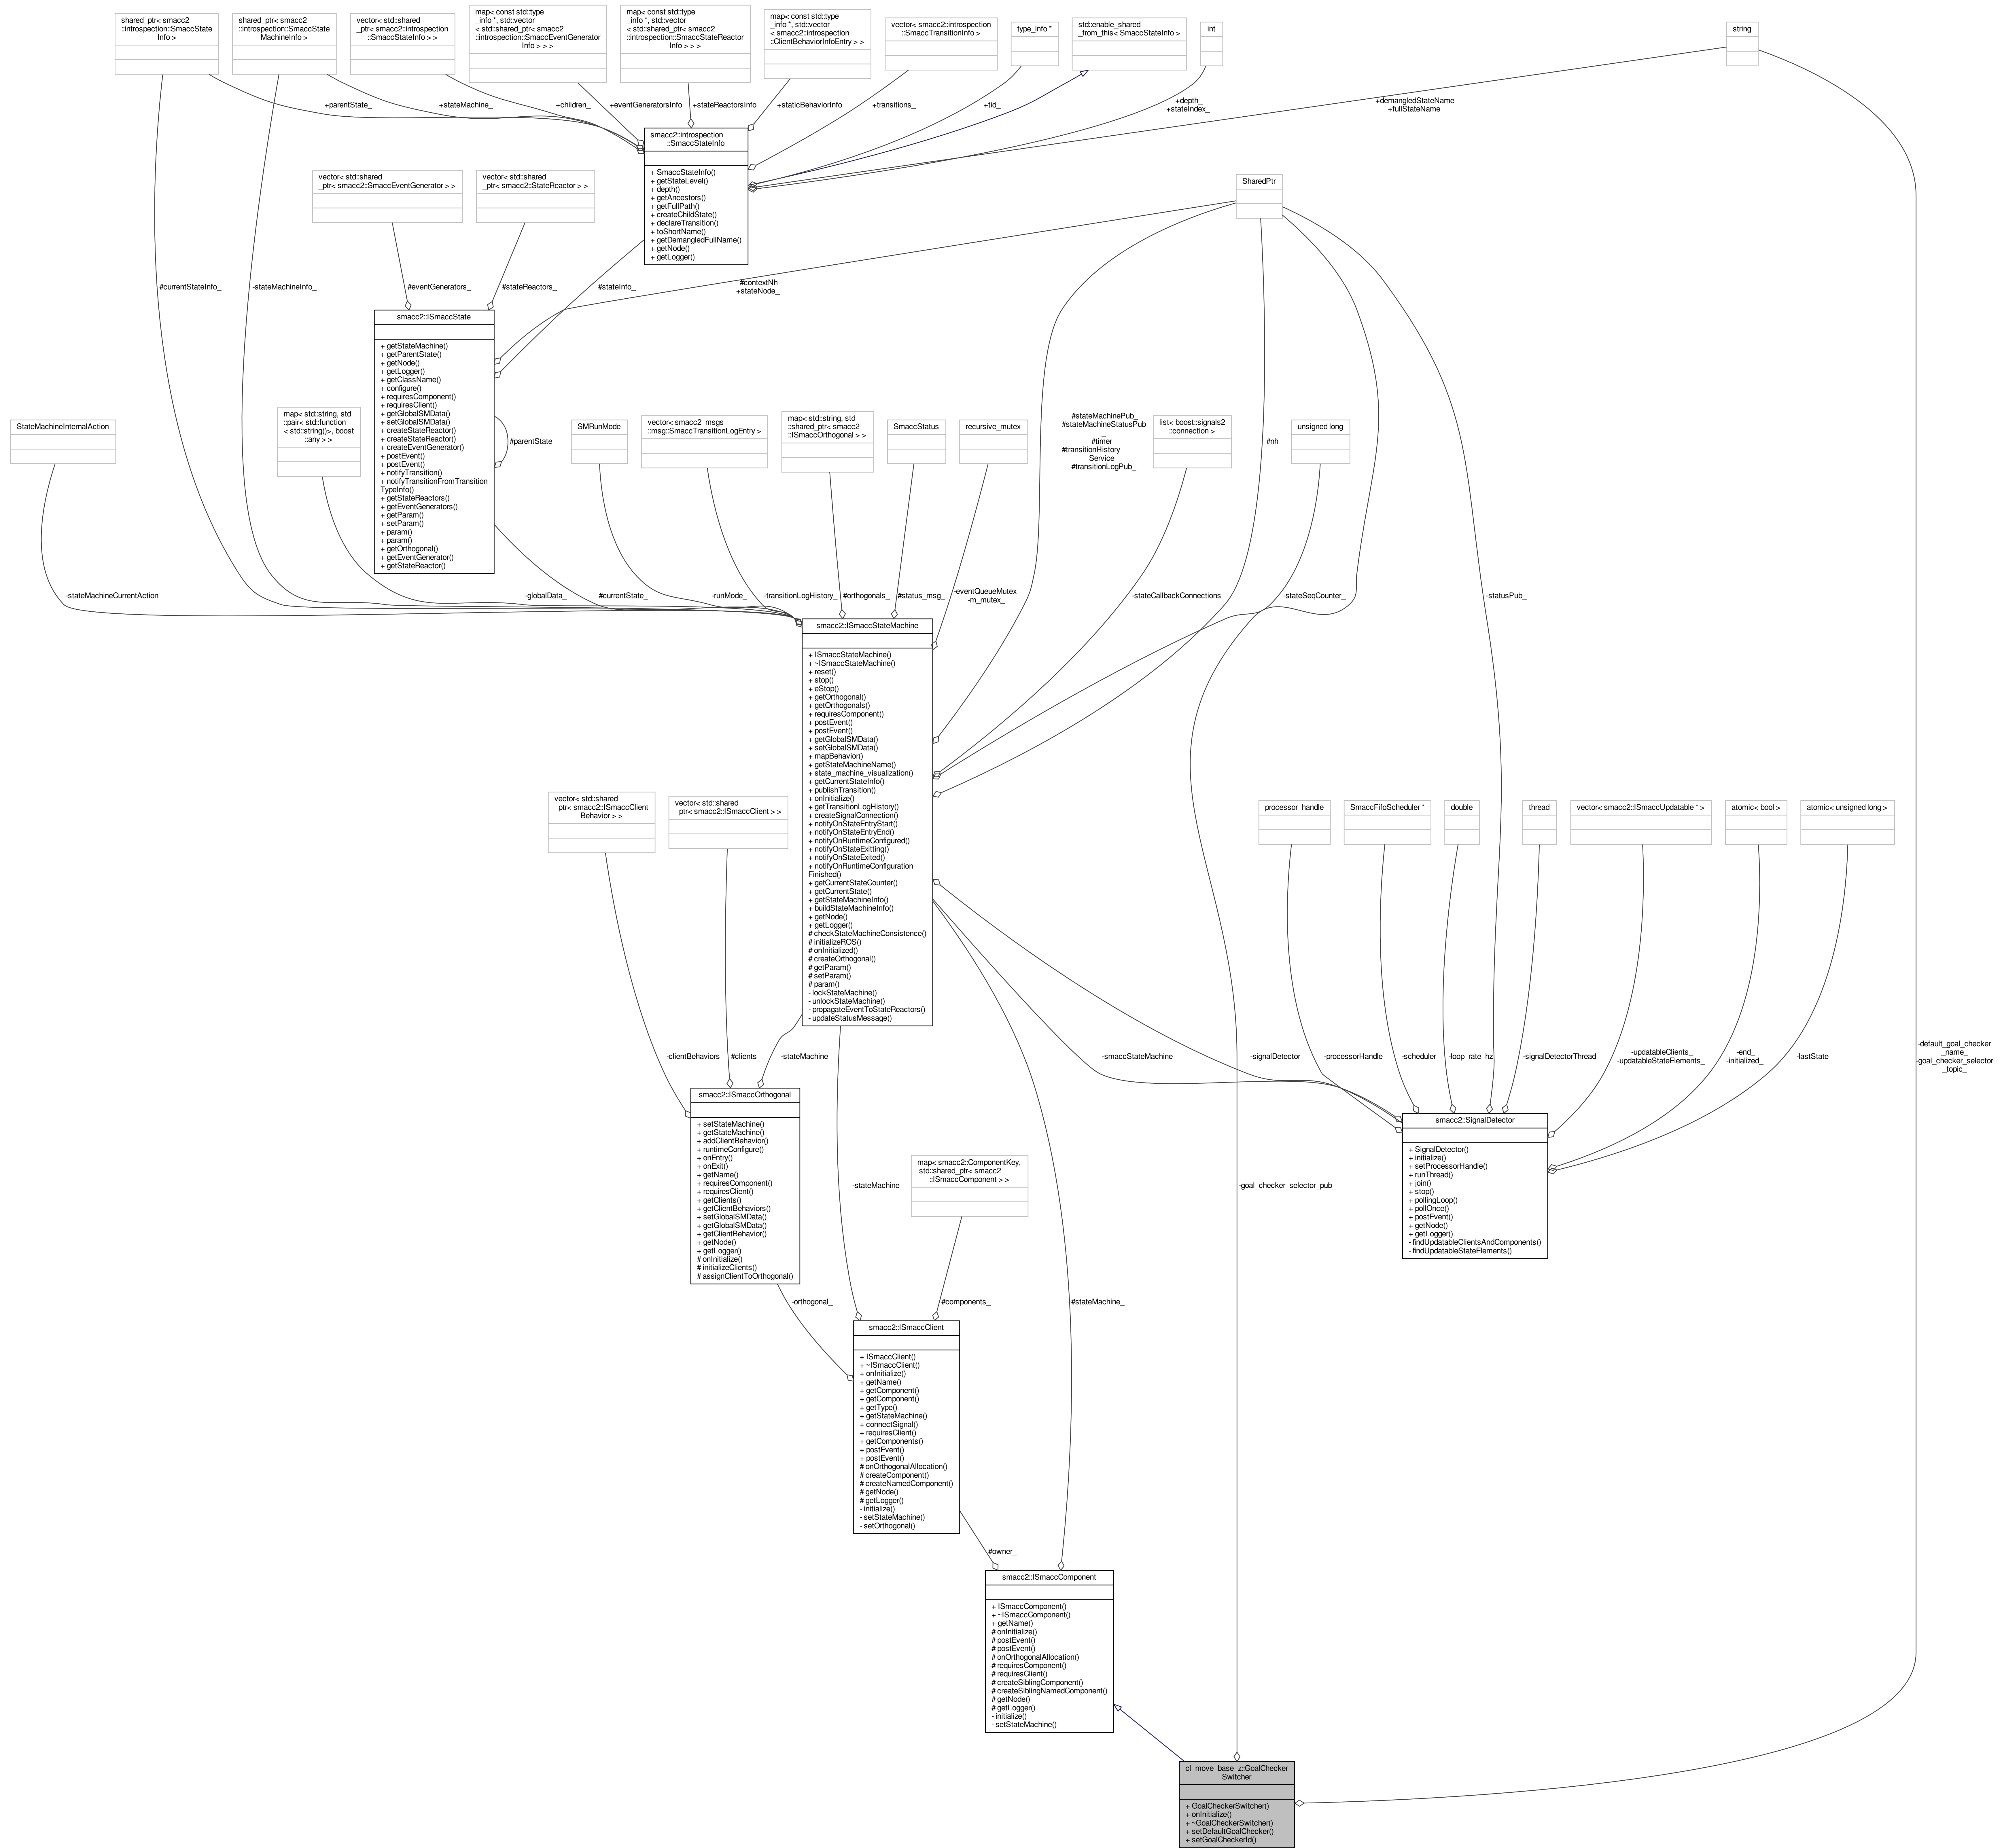 shared_ptr< smacc2
::introspection::SmaccState
Info >
shared_ptr< smacc2
::introspection::SmaccState
MachineInfo >
vector< std::shared
_ptr< smacc2::introspection
::SmaccStateInfo > >
map< const std::type
_info *, std::vector
< std::shared_ptr< smacc2
::introspection::SmaccEventGenerator
Info > > >
map< const std::type
_info *, std::vector
< std::shared_ptr< smacc2
::introspection::SmaccStateReactor
Info > > >
map< const std::type
_info *, std::vector
< smacc2::introspection
::ClientBehaviorInfoEntry > >
vector< smacc2::introspection
::SmaccTransitionInfo >
type_info *
std::enable_shared
_from_this< SmaccStateInfo >
int
string
+parentState_
+stateMachine_
+children_
+eventGeneratorsInfo
+stateReactorsInfo
+staticBehaviorInfo
+transitions_
+tid_
+depth_
+stateIndex_
+demangledStateName
+fullStateName
smacc2::introspection
::SmaccStateInfo
+ SmaccStateInfo()
+ getStateLevel()
+ depth()
+ getAncestors()
+ getFullPath()
+ createChildState()
+ declareTransition()
+ toShortName()
+ getDemangledFullName()
+ getNode()
+ getLogger()
vector< std::shared
_ptr< smacc2::SmaccEventGenerator > >
vector< std::shared
_ptr< smacc2::StateReactor > >
SharedPtr
#currentStateInfo_
-stateMachineInfo_
#eventGenerators_
#stateReactors_
#stateInfo_
#contextNh
+stateNode_
smacc2::ISmaccState
+ getStateMachine()
+ getParentState()
+ getNode()
+ getLogger()
+ getClassName()
+ configure()
+ requiresComponent()
+ requiresClient()
+ getGlobalSMData()
+ setGlobalSMData()
+ createStateReactor()
+ createStateReactor()
+ createEventGenerator()
+ postEvent()
+ postEvent()
+ notifyTransition()
+ notifyTransitionFromTransition
TypeInfo()
+ getStateReactors()
+ getEventGenerators()
+ getParam()
+ setParam()
+ param()
+ param()
+ getOrthogonal()
+ getEventGenerator()
+ getStateReactor()
#parentState_
StateMachineInternalAction
map< std::string, std
::pair< std::function
< std::string()>, boost
::any > >
SMRunMode
vector< smacc2_msgs
::msg::SmaccTransitionLogEntry >
map< std::string, std
::shared_ptr< smacc2
::ISmaccOrthogonal > >
SmaccStatus
recursive_mutex
#stateMachinePub_
#stateMachineStatusPub
_
#timer_
#transitionHistory
Service_
#transitionLogPub_
list< boost::signals2
::connection >
#nh_
unsigned long
-stateMachineCurrentAction
-globalData_
#currentState_
-runMode_
-transitionLogHistory_
#orthogonals_
#status_msg_
-eventQueueMutex_
-m_mutex_
-stateCallbackConnections
-stateSeqCounter_
-statusPub_
smacc2::ISmaccStateMachine
+ ISmaccStateMachine()
+ ~ISmaccStateMachine()
+ reset()
+ stop()
+ eStop()
+ getOrthogonal()
+ getOrthogonals()
+ requiresComponent()
+ postEvent()
+ postEvent()
+ getGlobalSMData()
+ setGlobalSMData()
+ mapBehavior()
+ getStateMachineName()
+ state_machine_visualization()
+ getCurrentStateInfo()
+ publishTransition()
+ onInitialize()
+ getTransitionLogHistory()
+ createSignalConnection()
+ notifyOnStateEntryStart()
+ notifyOnStateEntryEnd()
+ notifyOnRuntimeConfigured()
+ notifyOnStateExitting()
+ notifyOnStateExited()
+ notifyOnRuntimeConfiguration
Finished()
+ getCurrentStateCounter()
+ getCurrentState()
+ getStateMachineInfo()
+ buildStateMachineInfo()
+ getNode()
+ getLogger()
# checkStateMachineConsistence()
# initializeROS()
# onInitialized()
# createOrthogonal()
# getParam()
# setParam()
# param()
- lockStateMachine()
- unlockStateMachine()
- propagateEventToStateReactors()
- updateStatusMessage()
vector< std::shared
_ptr< smacc2::ISmaccClient
Behavior > >
vector< std::shared
_ptr< smacc2::ISmaccClient > >
processor_handle
SmaccFifoScheduler *
double
thread
vector< smacc2::ISmaccUpdatable * >
atomic< bool >
atomic< unsigned long >
-clientBehaviors_
#clients_
-stateMachine_
-smaccStateMachine_
-signalDetector_
-processorHandle_
-scheduler_
-loop_rate_hz
-signalDetectorThread_
-updatableClients_
-updatableStateElements_
-end_
-initialized_
-lastState_
-default_goal_checker
_name_
-goal_checker_selector
_topic_
smacc2::ISmaccOrthogonal
+ setStateMachine()
+ getStateMachine()
+ addClientBehavior()
+ runtimeConfigure()
+ onEntry()
+ onExit()
+ getName()
+ requiresComponent()
+ requiresClient()
+ getClients()
+ getClientBehaviors()
+ setGlobalSMData()
+ getGlobalSMData()
+ getClientBehavior()
+ getNode()
+ getLogger()
# onInitialize()
# initializeClients()
# assignClientToOrthogonal()
smacc2::SignalDetector
+ SignalDetector()
+ initialize()
+ setProcessorHandle()
+ runThread()
+ join()
+ stop()
+ pollingLoop()
+ pollOnce()
+ postEvent()
+ getNode()
+ getLogger()
- findUpdatableClientsAndComponents()
- findUpdatableStateElements()
map< smacc2::ComponentKey,
std::shared_ptr< smacc2
::ISmaccComponent > >
-stateMachine_
-goal_checker_selector_pub_
-orthogonal_
#components_
#stateMachine_
smacc2::ISmaccClient
+ ISmaccClient()
+ ~ISmaccClient()
+ onInitialize()
+ getName()
+ getComponent()
+ getComponent()
+ getType()
+ getStateMachine()
+ connectSignal()
+ requiresClient()
+ getComponents()
+ postEvent()
+ postEvent()
# onOrthogonalAllocation()
# createComponent()
# createNamedComponent()
# getNode()
# getLogger()
- initialize()
- setStateMachine()
- setOrthogonal()
#owner_
smacc2::ISmaccComponent
+ ISmaccComponent()
+ ~ISmaccComponent()
+ getName()
# onInitialize()
# postEvent()
# postEvent()
# onOrthogonalAllocation()
# requiresComponent()
# requiresClient()
# createSiblingComponent()
# createSiblingNamedComponent()
# getNode()
# getLogger()
- initialize()
- setStateMachine()
cl_move_base_z::GoalChecker
Switcher
+ GoalCheckerSwitcher()
+ onInitialize()
+ ~GoalCheckerSwitcher()
+ setDefaultGoalChecker()
+ setGoalCheckerId()